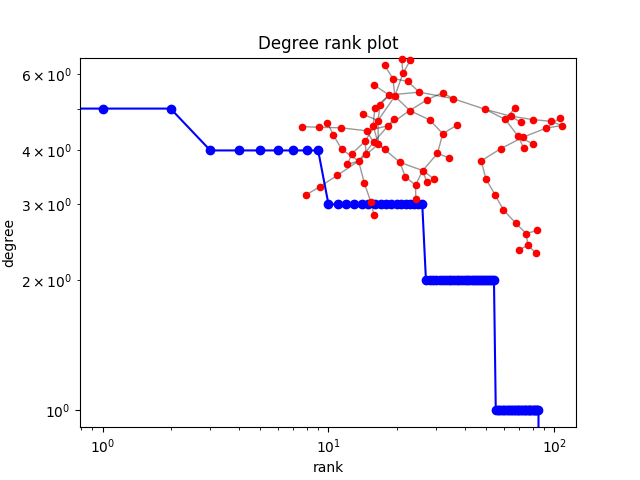 Degree rank plot
6 × 10⁰
4 × 10⁰
3 × 10⁰
2 × 10⁰
10⁰
degree
10⁰ 10¹ 10²
rank